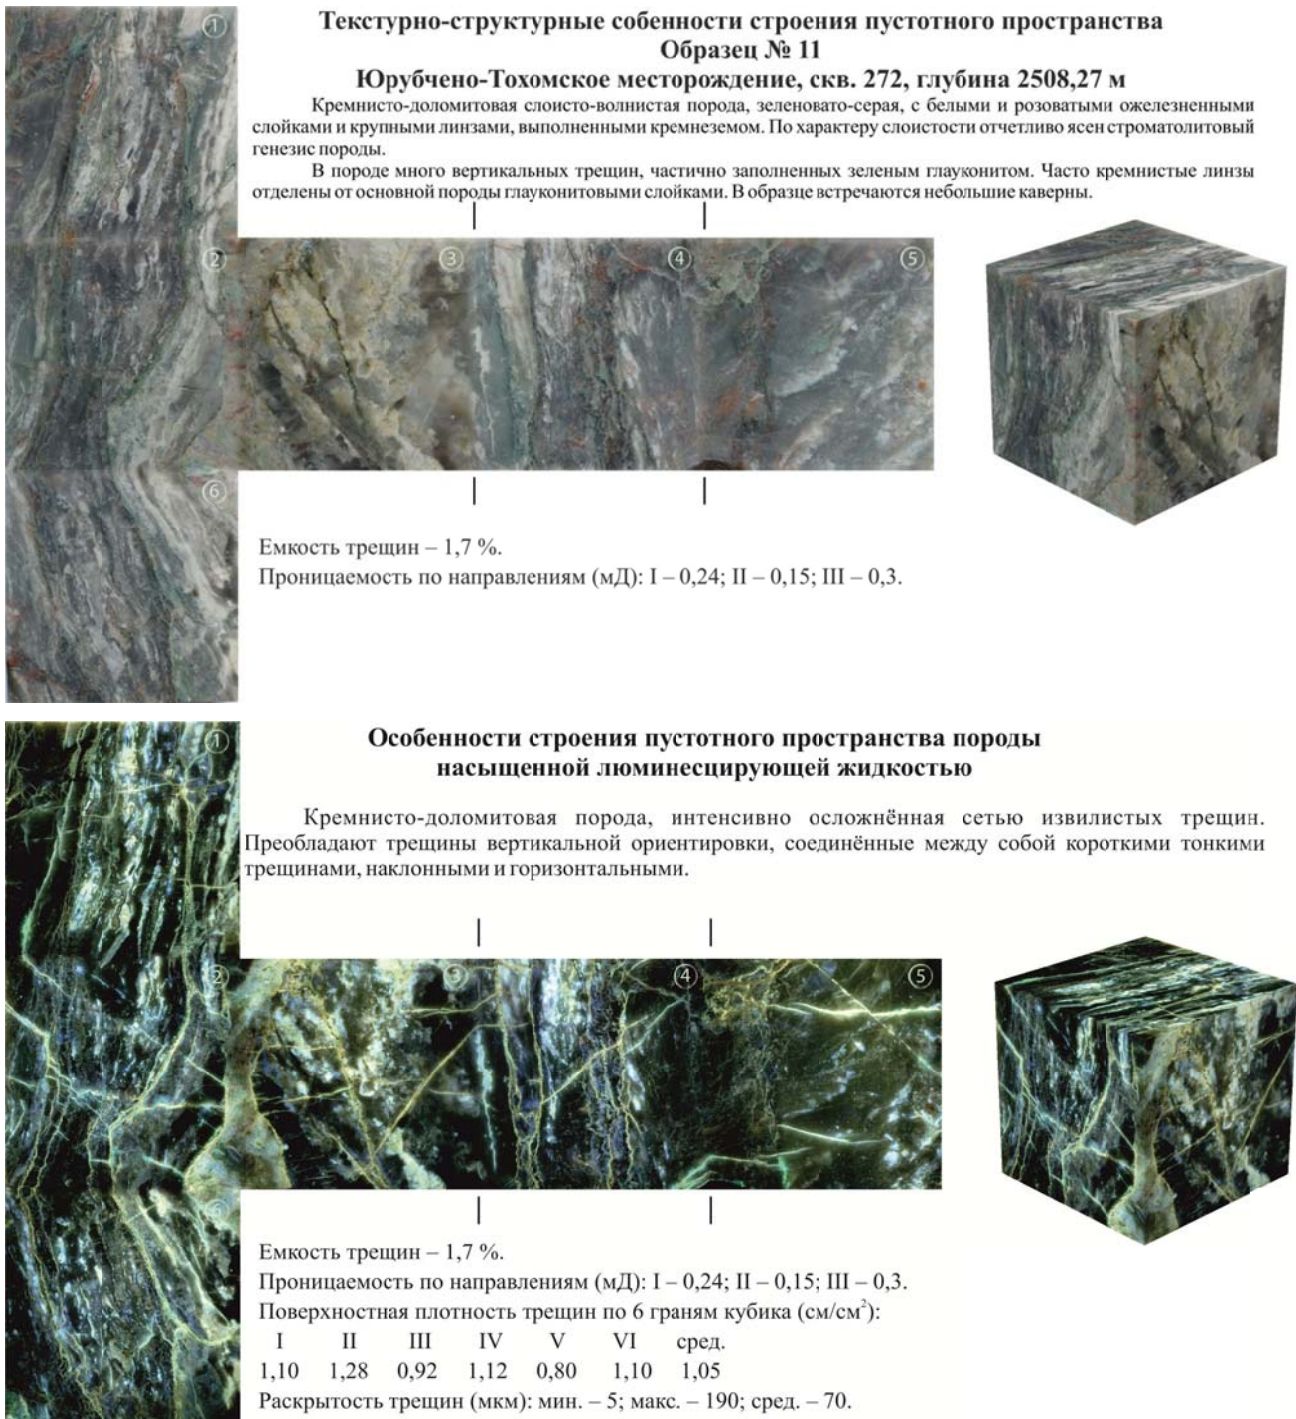 Текстурно-структурные собенности строения пустотного пространства
Образец № 11
Юрубчено-Тохомское месторождение, скв. 272, глубина 2508,27 м
Кремнисто-доломитовая слоисто-волнистая порода, зеленовато-серая, с белыми и розоватыми ожелезненными
слойками и крупными линзами, выполненными кремнеземом. По характеру слоистости отчетливо ясен строматолитовый
генезис породы.
В породе много вертикальных трещин, частично заполненных зеленым глауконитом. Часто кремнистые линзы
отделены от основной породы глауконитовыми слойками. В образце встречаются небольшие каверны.
①
② ③ ④ ⑤
⑥
Емкость трещин – 1,7 %.
Проницаемость по направлениям (мД): I – 0,24; II – 0,15; III – 0,3.
Особенности строения пустотного пространства породы
насыщенной люминесцирующей жидкостью
Кремнисто-доломитовая порода, интенсивно осложнённая сетью извилистых трещин.
Преобладают трещины вертикальной ориентировки, соединённые между собой короткими тонкими
трещинами, наклонными и горизонтальными.
①
② ③ ④ ⑤
⑥
Емкость трещин – 1,7 %.
Проницаемость по направлениям (мД): I – 0,24; II – 0,15; III – 0,3.
Поверхностная плотность трещин по 6 граням кубика (см/см²):
I II III IV V VI сред.
1,10 1,28 0,92 1,12 0,80 1,10 1,05
Раскрытость трещин (мкм): мин. – 5; макс. – 190; сред. – 70.